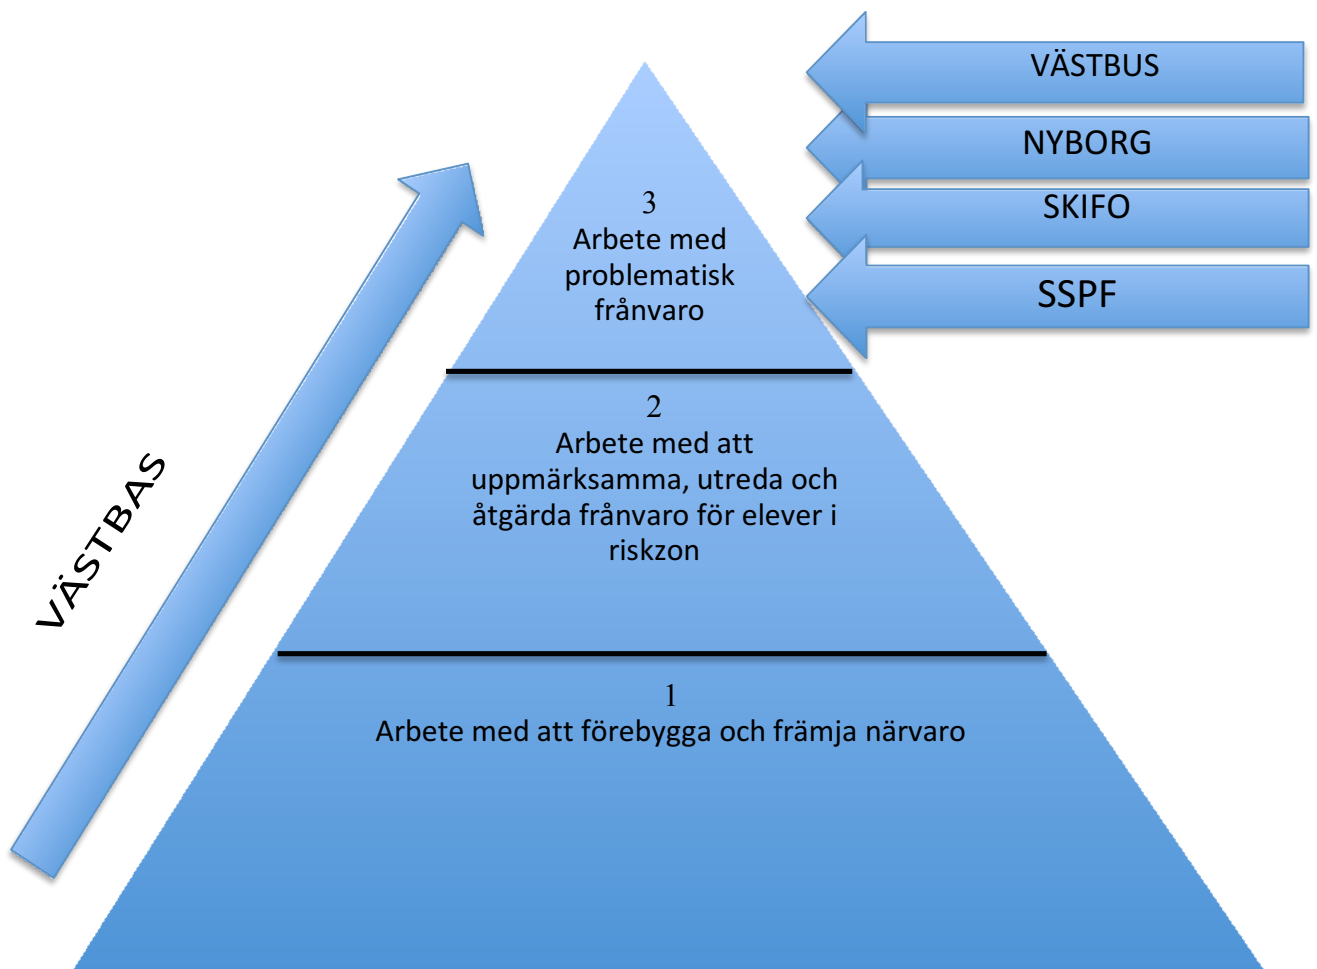 VÄSTBUS
NYBORG
SKIFO
SSPF
3
Arbete med
problematisk
frånvaro
2
Arbete med att
uppmärksamma, utreda och
åtgärda frånvaro för elever i
riskzon
VÄSTBAS
1
Arbete med att förebygga och främja närvaro